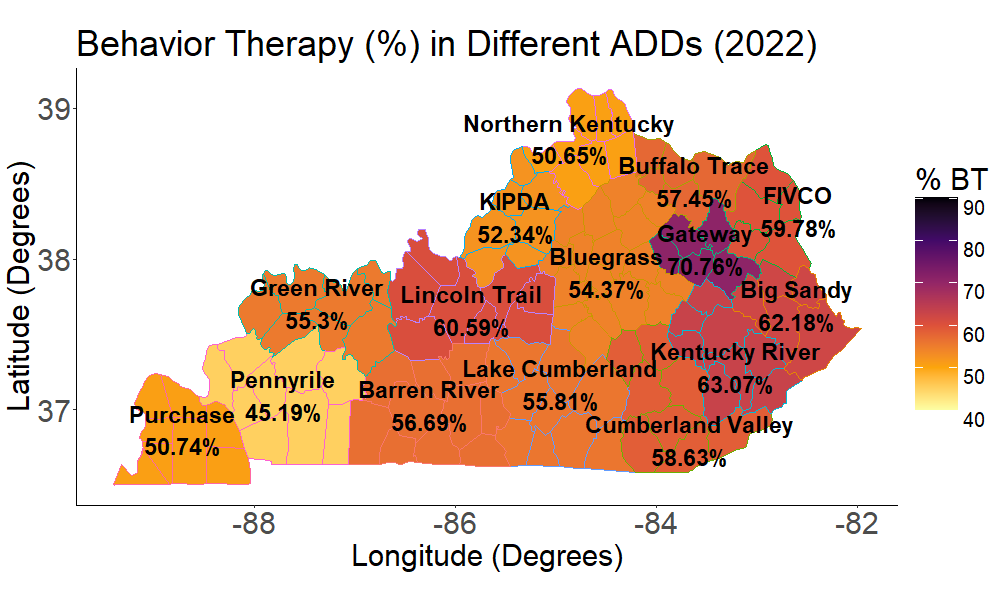 Behavior Therapy (%) in Different ADDs (2022)
Latitude (Degrees)
39
38
37
Northern Kentucky
50.65%
Buffalo Trace
57.45%
FIVCO
59.78%
KIPDA
52.34%
Gateway
70.76%
Bluegrass
54.37%
Green River
55.3%
Lincoln Trail
60.59%
Big Sandy
62.18%
Kentucky River
63.07%
Pennyrile
45.19%
Barren River
56.69%
Lake Cumberland
55.81%
Purchase
50.74%
Cumberland Valley
58.63%
-88
-86
-84
-82
Longitude (Degrees)
% BT
90
80
70
60
50
40